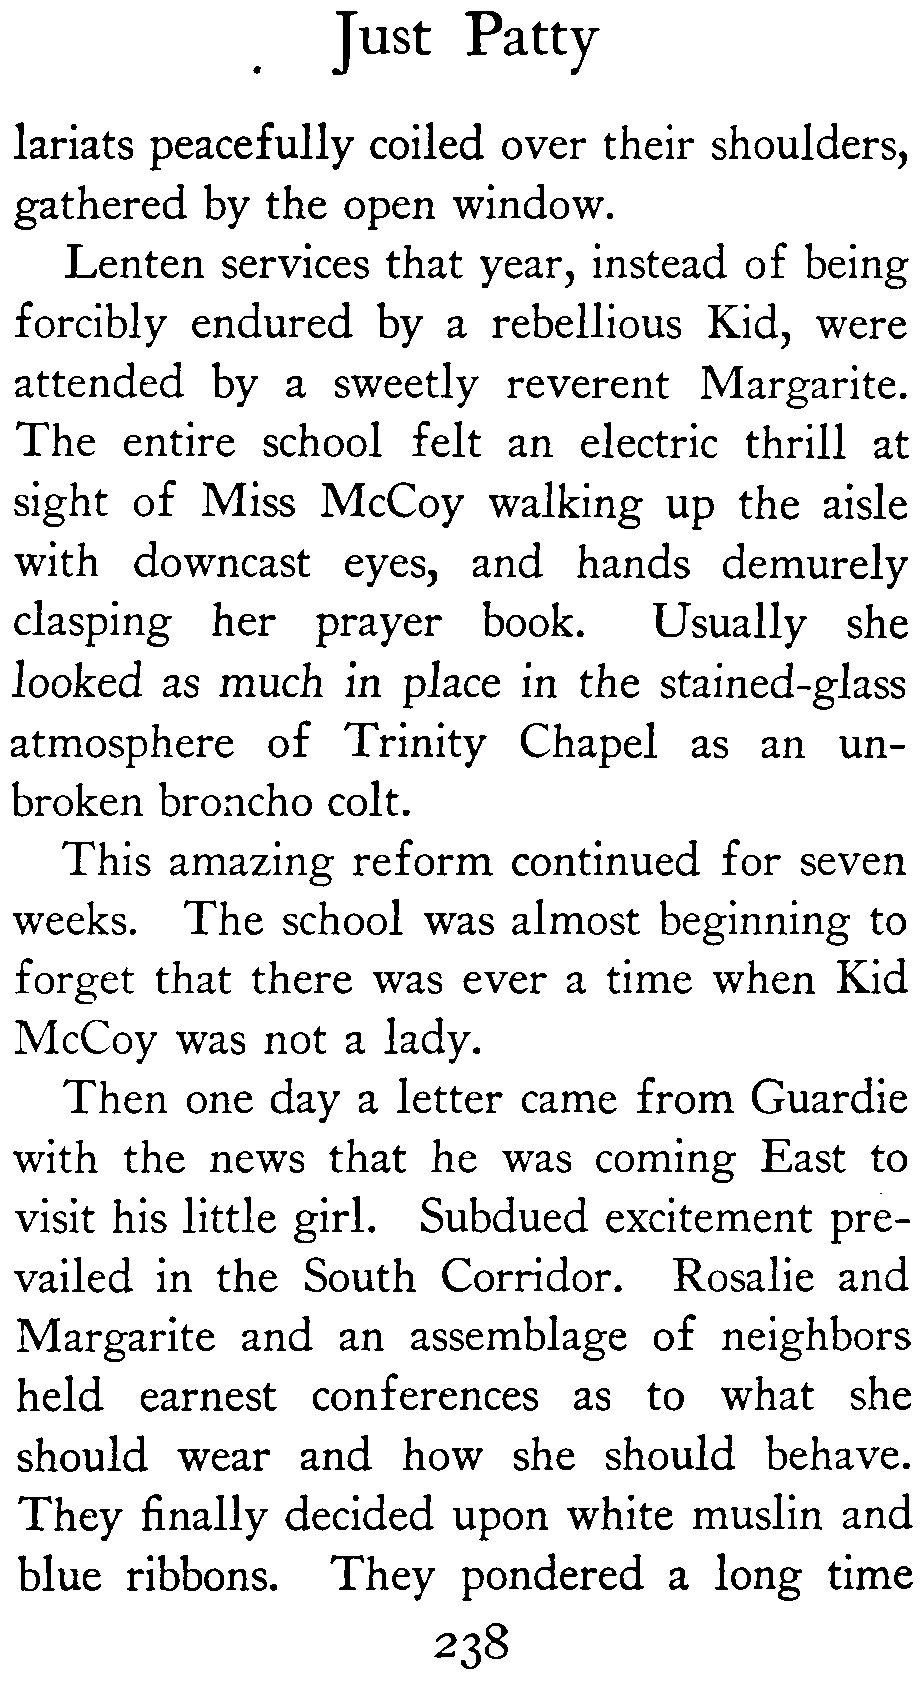 Just Patty
lariats peacefully coiled over their shoulders,
gathered by the open window.
Lenten services that year, instead of being
forcibly endured by a rebellious Kid, were
attended by a sweetly reverent Margarite.
The entire school felt an electric thrill at
sight of Miss McCoy walking up the aisle
with downcast eyes, and hands demurely
clasping her prayer book. Usually she
looked as much in place in the stained-glass
atmosphere of Trinity Chapel as an un-
broken broncho colt.
This amazing reform continued for seven
weeks. The school was almost beginning to
forget that there was ever a time when Kid
McCoy was not a lady.
Then one day a letter came from Guardie
with the news that he was coming East to
visit his little girl. Subdued excitement pre-
vailed in the South Corridor. Rosalie and
Margarite and an assemblage of neighbors
held earnest conferences as to what she
should wear and how she should behave.
They finally decided upon white muslin and
blue ribbons. They pondered a long time
238